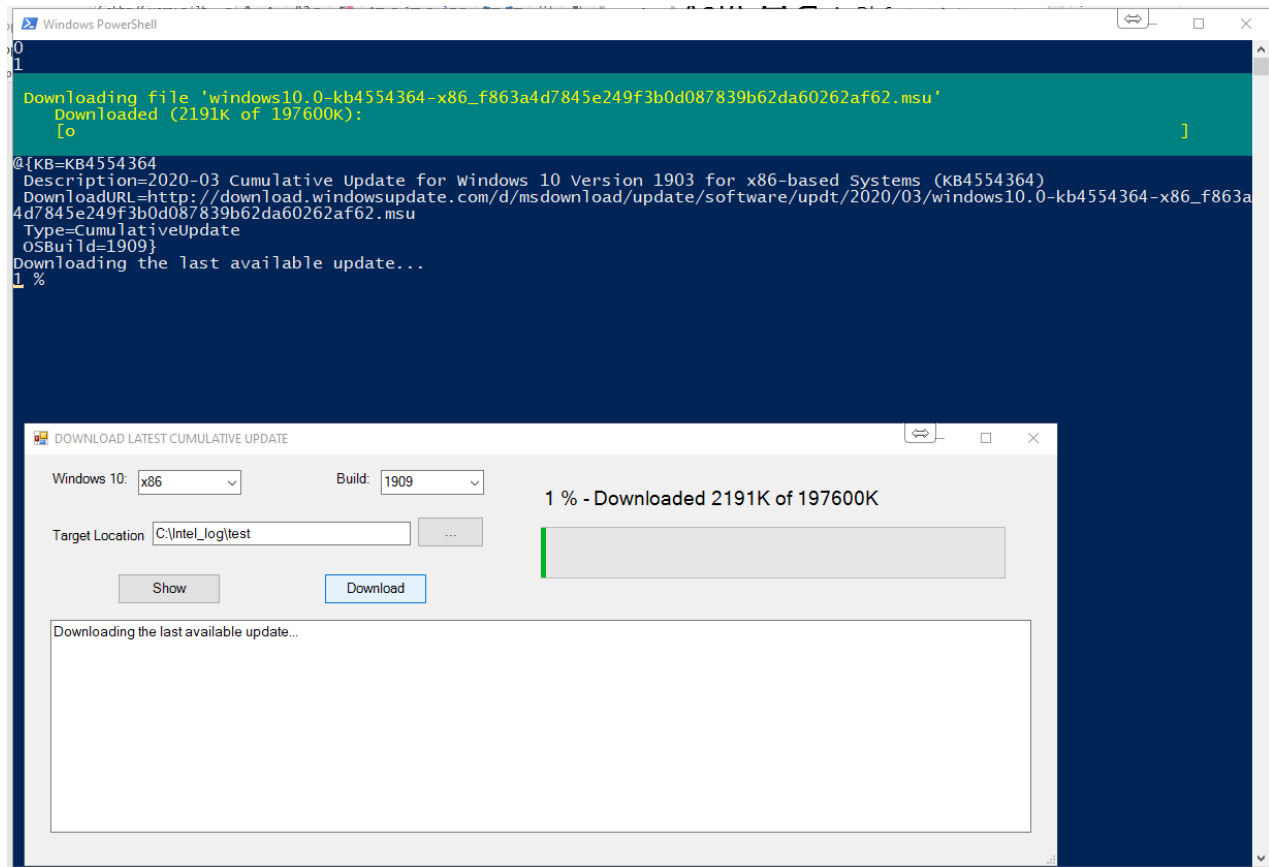 Windows PowerShell
0
1
Downloading file 'windows10.0-kb4554364-x86_f863a4d7845e249f3b0d087839b62da60262af62.msu'
Downloaded (2191K of 197600K):
[o ]
@{KB=KB4554364
Description=2020-03 Cumulative Update for Windows 10 Version 1903 for x86-based Systems (KB4554364)
DownloadURL=http://download.windowsupdate.com/d/msdownload/update/software/updt/2020/03/windows10.0-kb4554364-x86_f863a
4d7845e249f3b0d087839b62da60262af62.msu
Type=CumulativeUpdate
OSBuild=1909}
Downloading the last available update...
1 %
DOWNLOAD LATEST CUMULATIVE UPDATE
Windows 10: x86 Build: 1909
1 % - Downloaded 2191K of 197600K
Target Location C:\Intel_log\test ...
Show Download
Downloading the last available update...